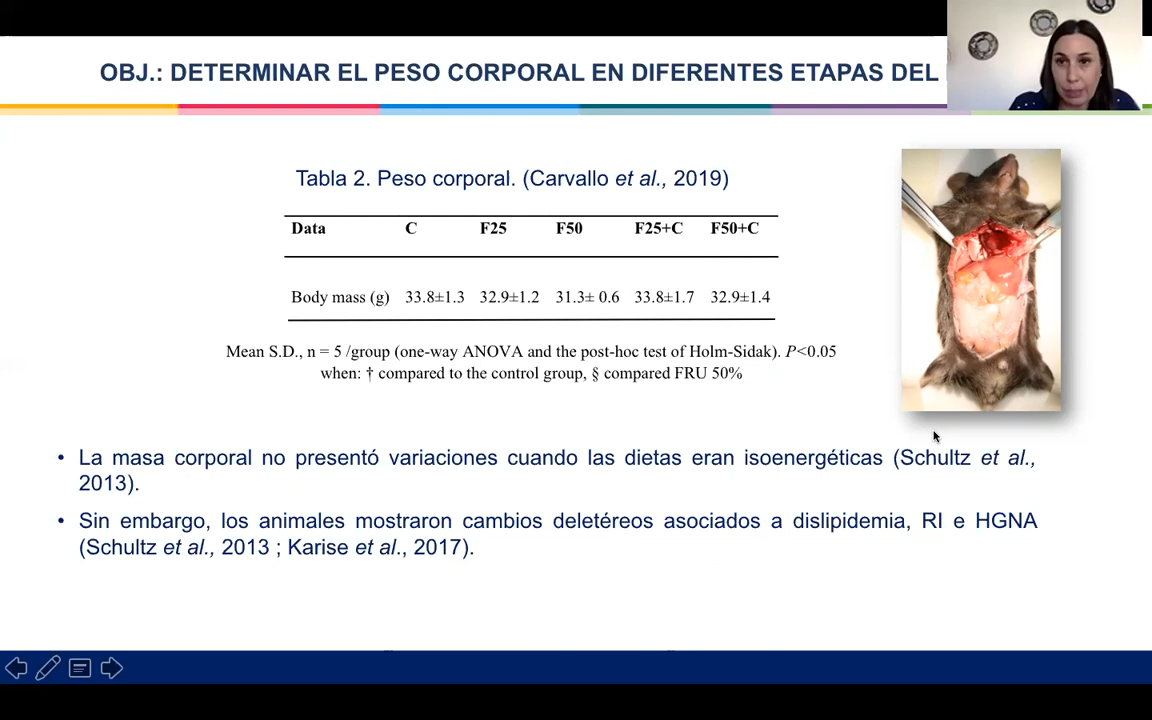 OBJ.: DETERMINAR EL PESO CORPORAL EN DIFERENTES ETAPAS DEL
Tabla 2. Peso corporal. (Carvallo et al., 2019)
Data C F25 F50 F25+C F50+C
Body mass (g) 33.8±1.3 32.9±1.2 31.3± 0.6 33.8±1.7 32.9±1.4
Mean S.D., n = 5 /group (one-way ANOVA and the post-hoc test of Holm-Sidak). P<0.05
when: † compared to the control group, § compared FRU 50%
• La masa corporal no presentó variaciones cuando las dietas eran isoenergéticas (Schultz et al.,
2013).
• Sin embargo, los animales mostraron cambios deletéreos asociados a dislipidemia, RI e HGNA
(Schultz et al., 2013 ; Karise et al., 2017).